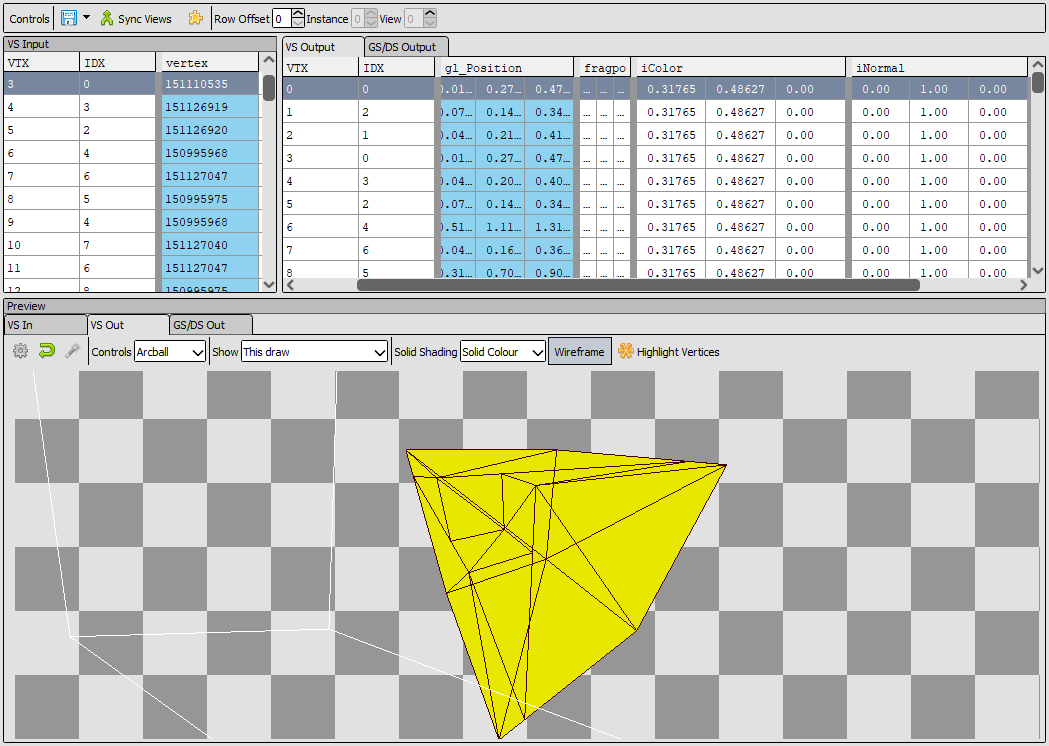 Controls Sync Views Row Offset 0 Instance 0 View 0
VS Input
VTX IDX vertex
3 0 151110535
4 3 151126919
5 2 151126920
6 4 150995968
7 6 151127047
8 5 150995975
9 4 150995968
10 7 151127040
11 6 151127047
12 8 150995975
VS Output GS/DS Output
VTX IDX gl_Position fragpo iColor iNormal
0 0 0.01... 0.27... 0.47... ... ... ... 0.31765 0.48627 0.00 0.00 1.00 0.00
1 2 0.07... 0.14... 0.34... ... ... ... 0.31765 0.48627 0.00 0.00 1.00 0.00
2 1 0.04... 0.21... 0.41... ... ... ... 0.31765 0.48627 0.00 0.00 1.00 0.00
3 0 0.01... 0.27... 0.47... ... ... ... 0.31765 0.48627 0.00 0.00 1.00 0.00
4 3 0.04... 0.20... 0.40... ... ... ... 0.31765 0.48627 0.00 0.00 1.00 0.00
5 2 0.07... 0.14... 0.34... ... ... ... 0.31765 0.48627 0.00 0.00 1.00 0.00
6 4 0.51... 1.11... 1.31... ... ... ... 0.31765 0.48627 0.00 0.00 1.00 0.00
7 6 0.04... 0.16... 0.36... ... ... ... 0.31765 0.48627 0.00 0.00 1.00 0.00
8 5 0.31... 0.70... 0.90... ... ... ... 0.31765 0.48627 0.00 0.00 1.00 0.00
Preview
VS In VS Out GS/DS Out
Controls Arcball Show This draw Solid Shading Solid Colour Wireframe Highlight Vertices